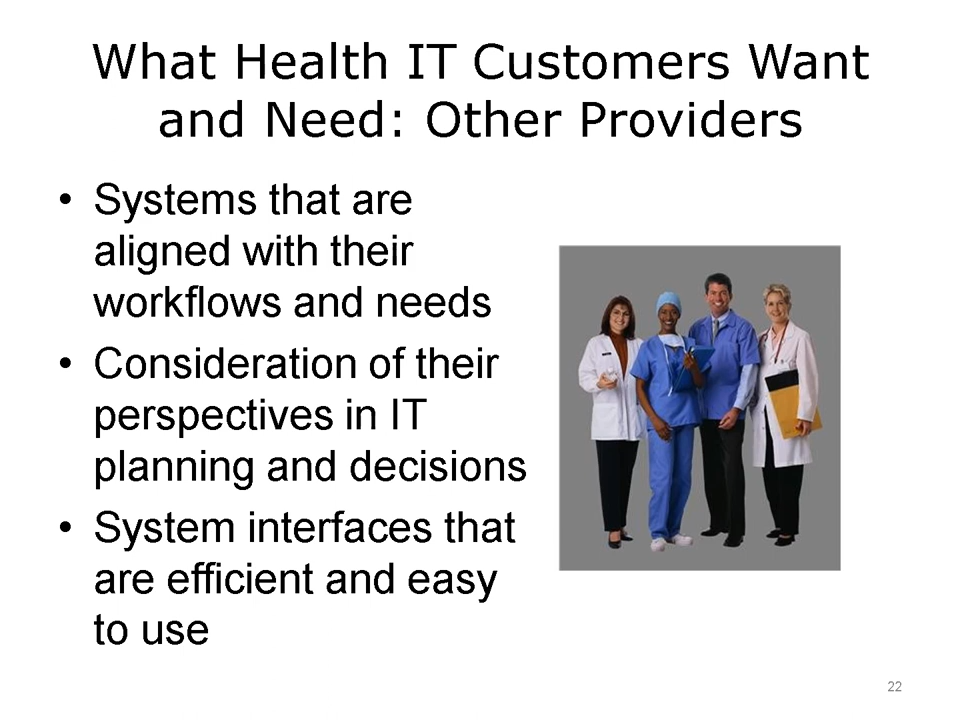 What Health IT Customers Want
and Need: Other Providers
• Systems that are
aligned with their
workflows and needs
• Consideration of their
perspectives in IT
planning and decisions
• System interfaces that
are efficient and easy
to use
22